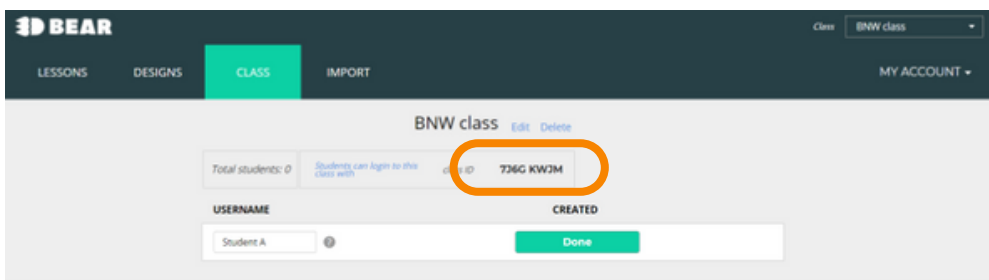 3D BEAR Class BNW class
LESSONS DESIGNS CLASS IMPORT MY ACCOUNT
BNW class Edit Delete
Total students: 0 Students can login to this class with class ID 7J6G KWJM
USERNAME CREATED
Student A Done